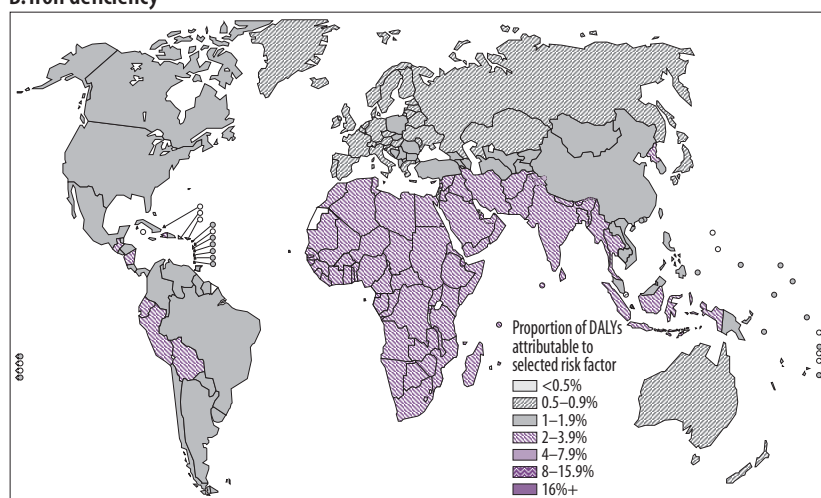 B. Iron deficiency
Proportion of DALYs
attributable to
selected risk factor
<0.5%
0.5–0.9%
1–1.9%
2–3.9%
4–7.9%
8–15.9%
16%+